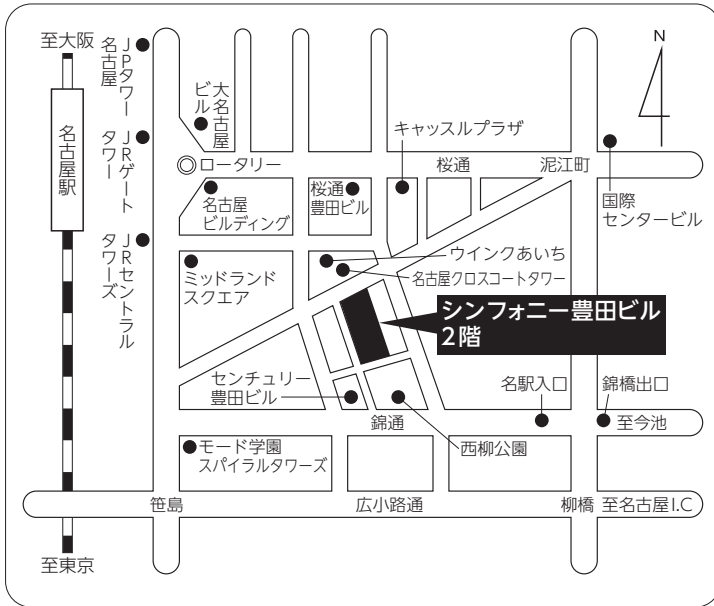 至大阪
JPタワー
名古屋
名古屋駅
JRゲート
タワー
JRセントラル
タワーズ
大名古屋
ビル
ロータリー
キャッスルプラザ
桜通
泥江町
N
国際
センタービル
名古屋
ビルディング
桜通
豊田ビル
ウインクあいち
名古屋クロスコートタワー
ミッドランド
スクエア
シンフォニー豊田ビル
2階
センチュリー
豊田ビル
名駅入口
錦橋出口
錦通
至今池
西柳公園
モード学園
スパイラルタワーズ
笹島
広小路通
柳橋
至名古屋I.C
至東京